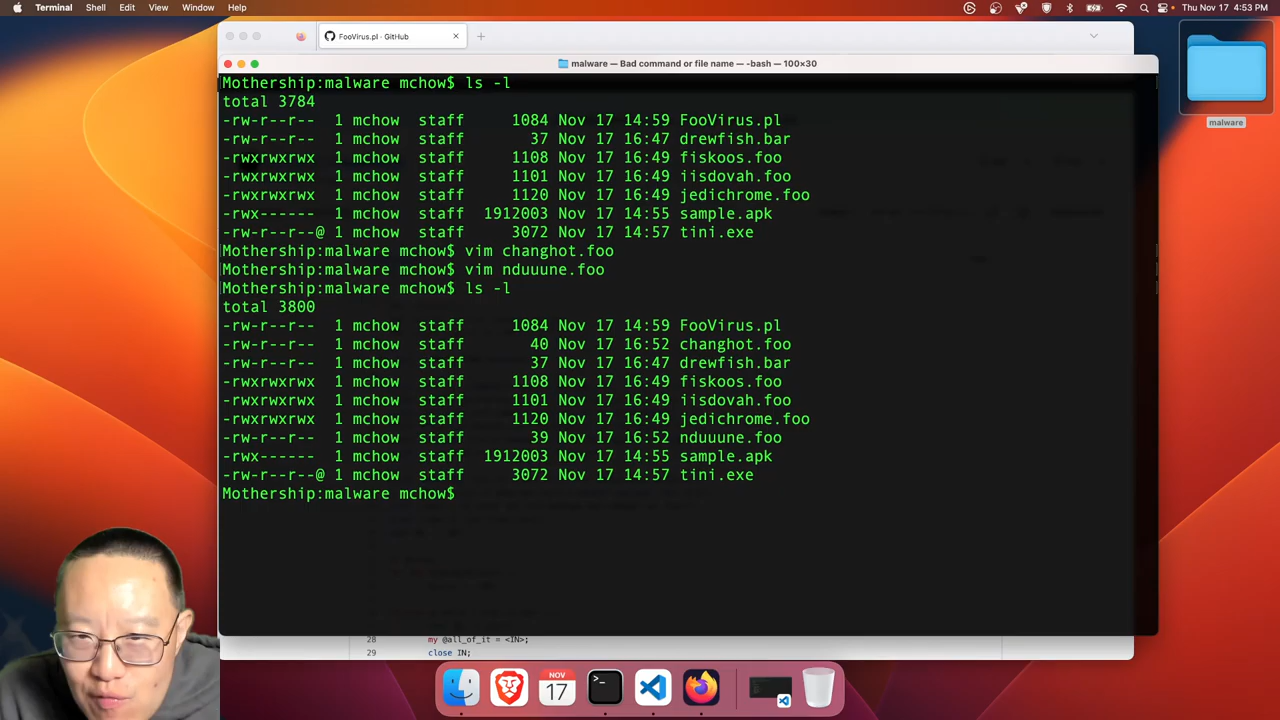 Terminal Shell Edit View Window Help Thu Nov 17 4:53 PM
FooVirus.pl · GitHub
malware — Bad command or file name — -bash — 100×30
malware
Mothership:malware mchow$ ls -l
total 3784
-rw-r--r-- 1 mchow staff 1084 Nov 17 14:59 FooVirus.pl
-rw-r--r-- 1 mchow staff 37 Nov 17 16:47 drewfish.bar
-rwxrwxrwx 1 mchow staff 1108 Nov 17 16:49 fiskoos.foo
-rwxrwxrwx 1 mchow staff 1101 Nov 17 16:49 iisdovah.foo
-rwxrwxrwx 1 mchow staff 1120 Nov 17 16:49 jedichrome.foo
-rwx------ 1 mchow staff 1912003 Nov 17 14:55 sample.apk
-rw-r--r--@ 1 mchow staff 3072 Nov 17 14:57 tini.exe
Mothership:malware mchow$ vim changhot.foo
Mothership:malware mchow$ vim nduuune.foo
Mothership:malware mchow$ ls -l
total 3800
-rw-r--r-- 1 mchow staff 1084 Nov 17 14:59 FooVirus.pl
-rw-r--r-- 1 mchow staff 40 Nov 17 16:52 changhot.foo
-rw-r--r-- 1 mchow staff 37 Nov 17 16:47 drewfish.bar
-rwxrwxrwx 1 mchow staff 1108 Nov 17 16:49 fiskoos.foo
-rwxrwxrwx 1 mchow staff 1101 Nov 17 16:49 iisdovah.foo
-rwxrwxrwx 1 mchow staff 1120 Nov 17 16:49 jedichrome.foo
-rw-r--r-- 1 mchow staff 39 Nov 17 16:52 nduuune.foo
-rwx------ 1 mchow staff 1912003 Nov 17 14:55 sample.apk
-rw-r--r--@ 1 mchow staff 3072 Nov 17 14:57 tini.exe
Mothership:malware mchow$
28 my @all_of_it = <IN>;
29 close IN;
NOV
17